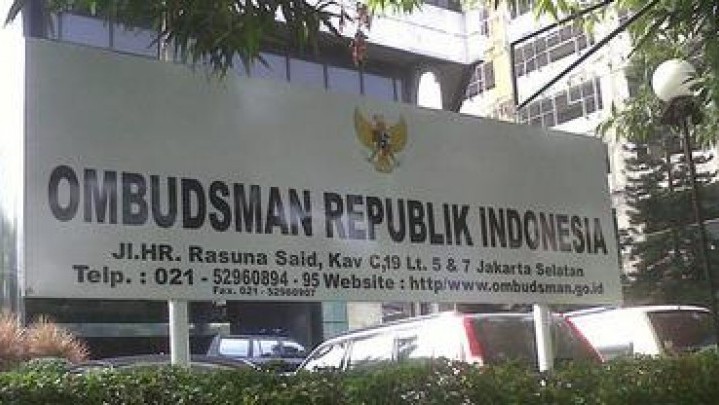 OMBUDSMAN REPUBLIK INDONESIA
Jl.HR. Rasuna Said, Kav C,19 Lt. 5 & 7 Jakarta Selatan
Telp. : 021 - 52960894 - 95 Website : http/www.ombudsman.go.id
Fax. 021 - 52960907